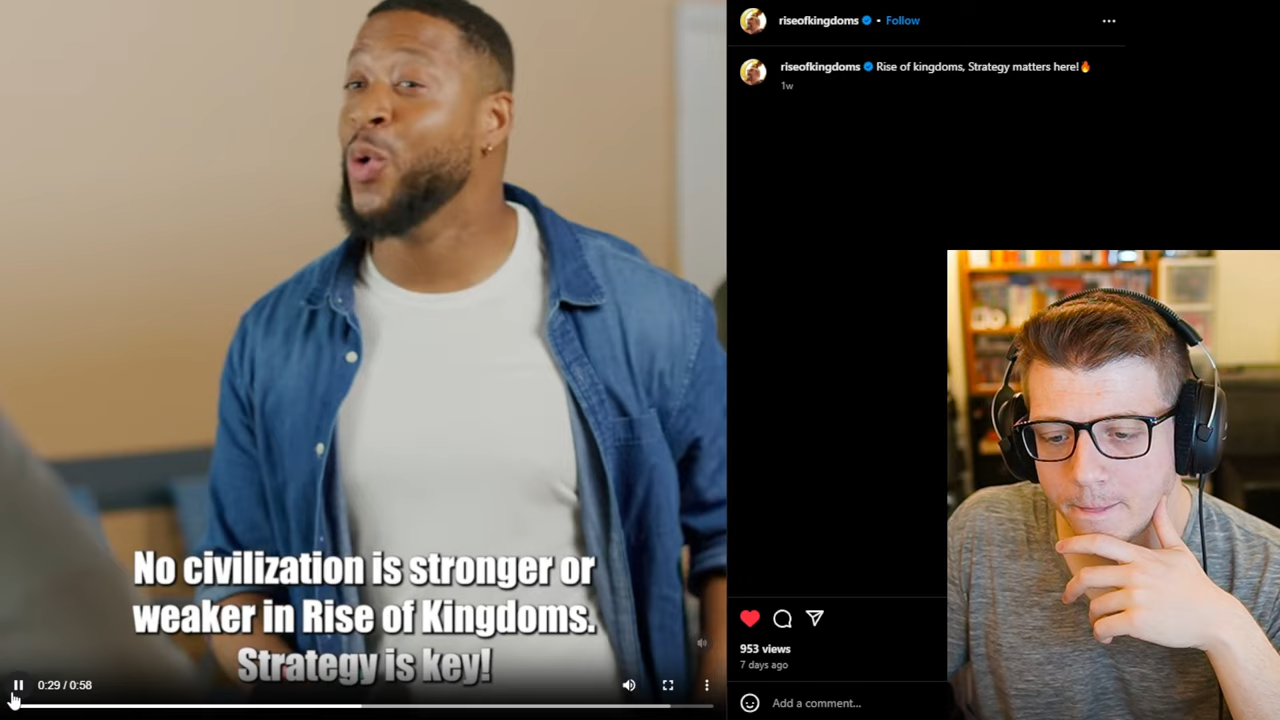 riseofkingdoms • Follow
riseofkingdoms Rise of kingdoms, Strategy matters here!🔥
1w
No civilization is stronger or
weaker in Rise of Kingdoms.
Strategy is key!
0:29 / 0:58
953 views
7 days ago
Add a comment...